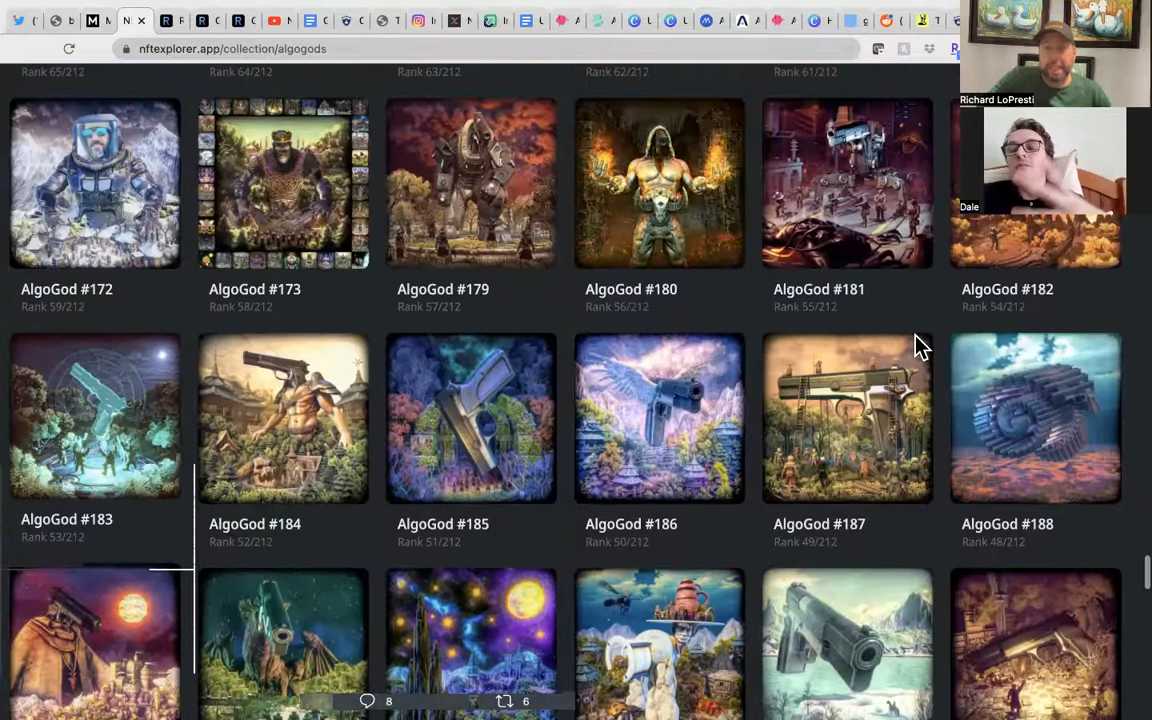 nftexplorer.app/collection/algogods
Richard LoPresti
Dale
Rank 65/212
Rank 64/212
Rank 63/212
Rank 62/212
Rank 61/212
AlgoGod #172
Rank 59/212
AlgoGod #173
Rank 58/212
AlgoGod #179
Rank 57/212
AlgoGod #180
Rank 56/212
AlgoGod #181
Rank 55/212
AlgoGod #182
Rank 54/212
AlgoGod #183
Rank 53/212
AlgoGod #184
Rank 52/212
AlgoGod #185
Rank 51/212
AlgoGod #186
Rank 50/212
AlgoGod #187
Rank 49/212
AlgoGod #188
Rank 48/212
8
6